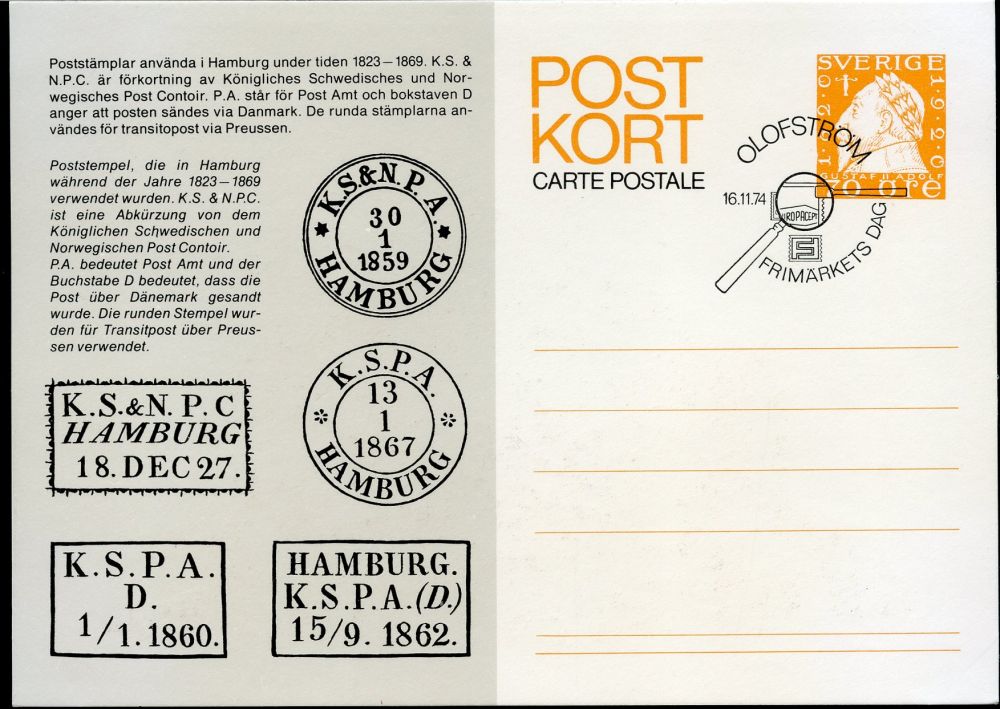 Poststämplar använda i Hamburg under tiden 1823–1869. K.S. &
N.P.C. är förkortning av Königliches Schwedisches und Nor-
wegisches Post Contoir. P.A. står för Post Amt och bokstaven D
anger att posten sändes via Danmark. De runda stämplarna an-
vändes för transitopost via Preussen.
Poststempel, die in Hamburg
während der Jahre 1823–1869
verwendet wurden. K.S. & N.P.C.
ist eine Abkürzung von dem
Königlichen Schwedischen und
Norwegischen Post Contoir.
P.A. bedeutet Post Amt und der
Buchstabe D bedeutet, dass die
Post über Dänemark gesandt
wurde. Die runden Stempel wur-
den für Transitpost über Preus-
sen verwendet.
K.S.&N.P.A.
30
1
1859
HAMBURG
K.S.P.A.
13
1
1867
HAMBURG
K.S.&N.P.C
HAMBURG
18.DEC 27.
K.S.P.A.
D.
1/1.1860.
HAMBURG.
K.S.P.A.(D.)
15/9. 1862.
POST
KORT
CARTE POSTALE
SVERIGE
1920
GUSTAF II ADOLF
70 öre
OLOFSTRÖM
16.11.74
FRIMÄRKETS DAG